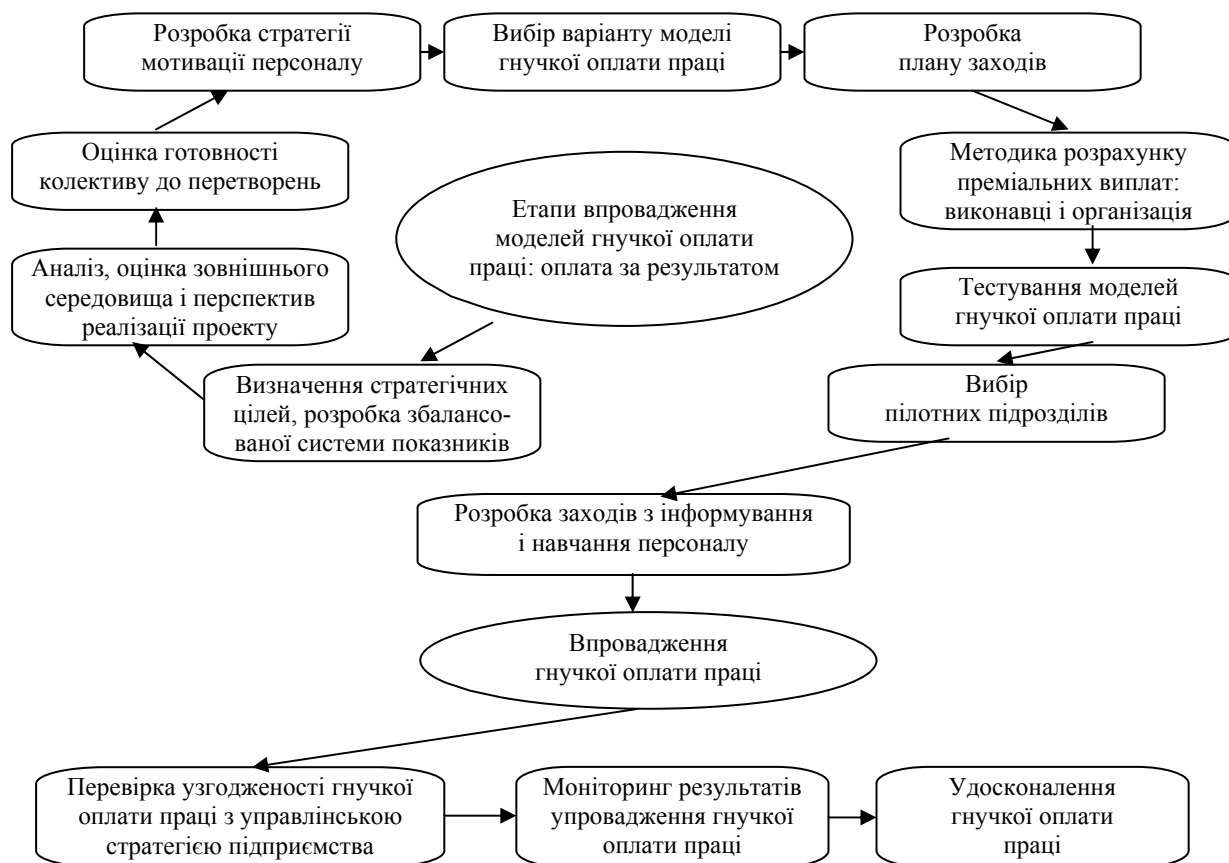 Розробка стратегії
мотивації персоналу
Вибір варіанту моделі
гнучкої оплати праці
Розробка
плану заходів
Оцінка готовності
колективу до перетворень
Етапи впровадження
моделей гнучкої оплати
праці: оплата за результатом
Методика розрахунку
преміальних виплат:
виконавці і організація
Аналіз, оцінка зовнішнього
середовища і перспектив
реалізації проекту
Тестування моделей
гнучкої оплати праці
Визначення стратегічних
цілей, розробка збалансо-
ваної системи показників
Вибір
пілотних підрозділів
Розробка заходів з інформування
і навчання персоналу
Впровадження
гнучкої оплати праці
Перевірка узгодженості гнучкої
оплати праці з управлінською
стратегією підприємства
Моніторинг результатів
упровадження гнучкої
оплати праці
Удосконалення
гнучкої оплати
праці